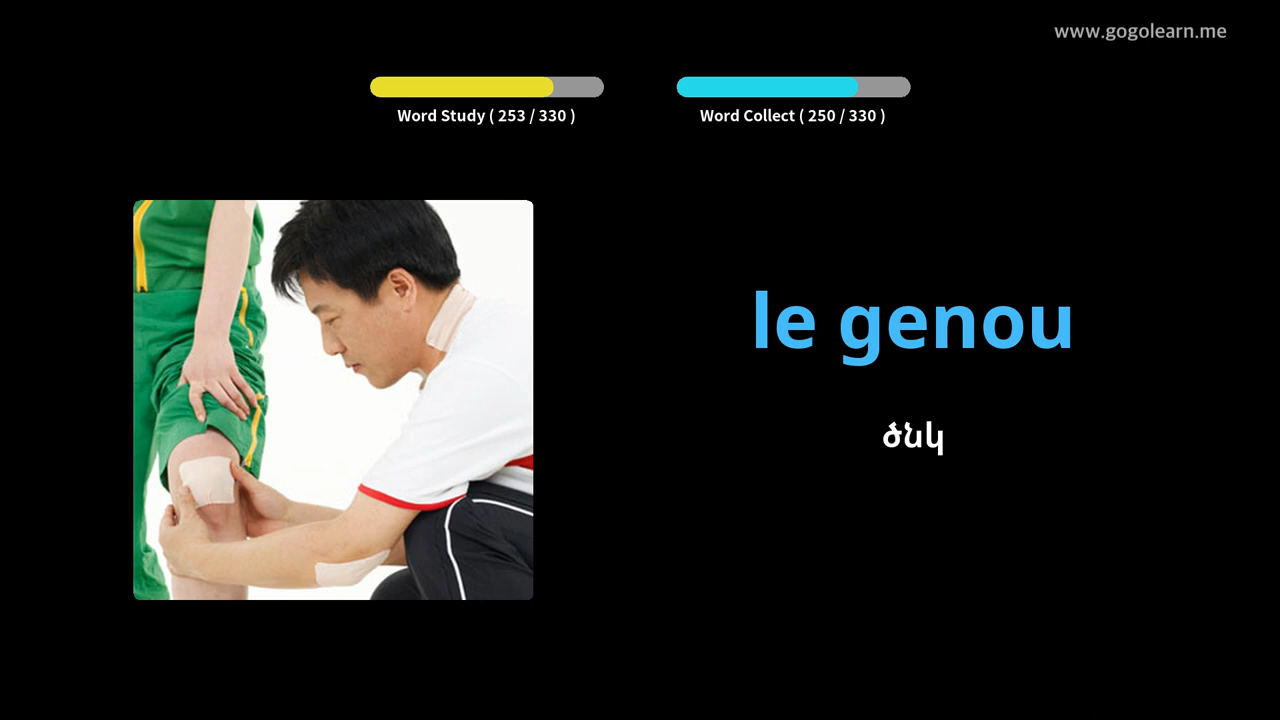 www.gogolearn.me
Word Study ( 253 / 330 )
Word Collect ( 250 / 330 )
le genou
ծնկ